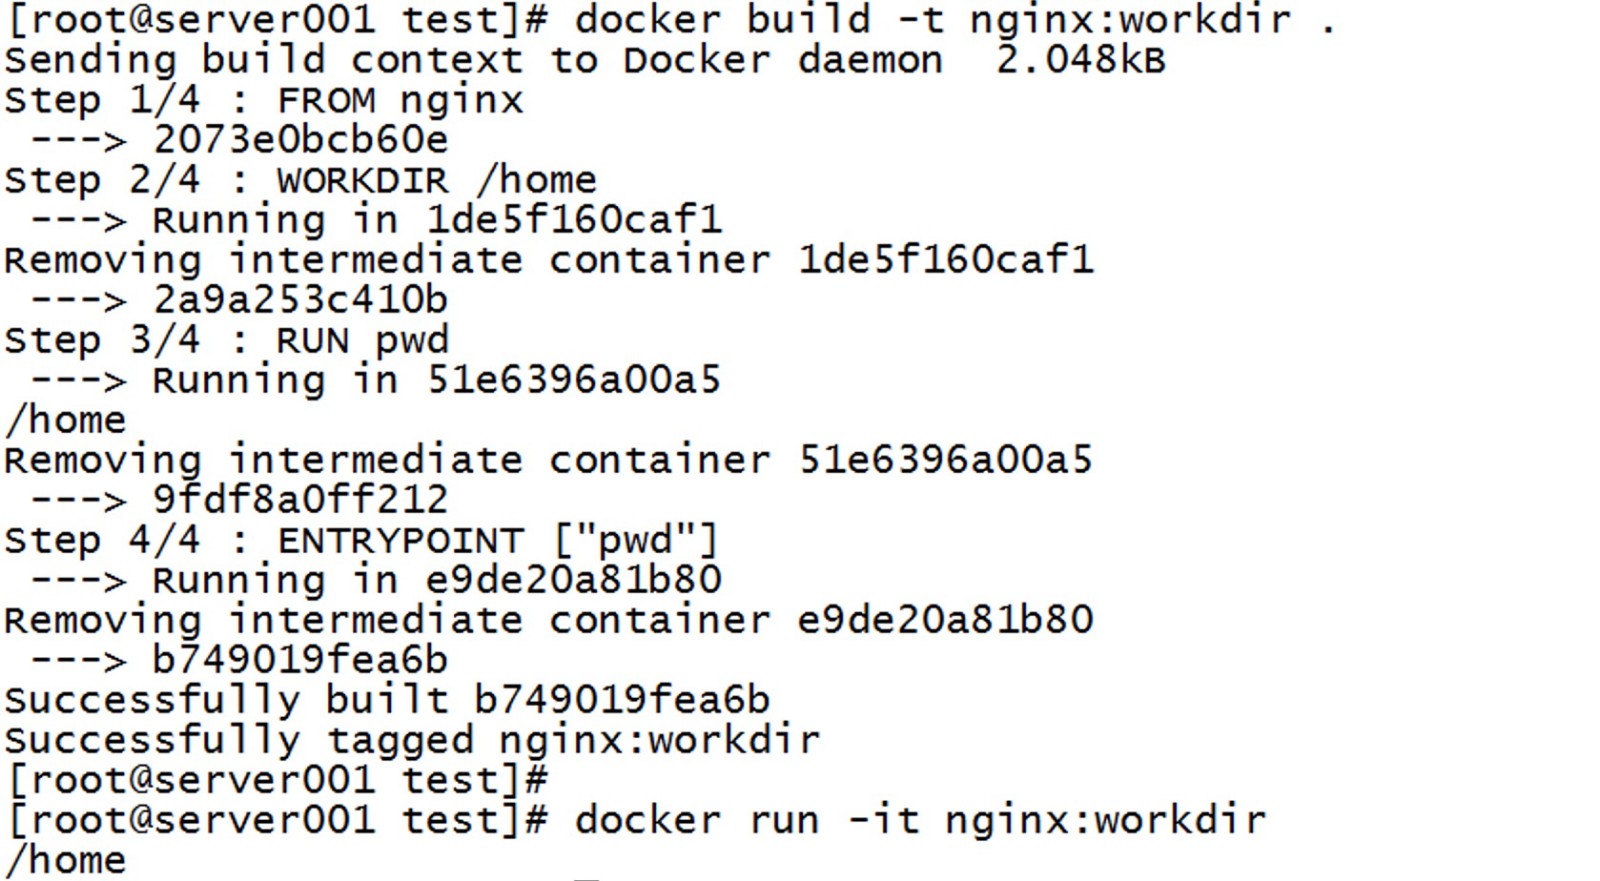 [root@server001 test]# docker build -t nginx:workdir .
Sending build context to Docker daemon  2.048kB
Step 1/4 : FROM nginx
 ---> 2073e0bcb60e
Step 2/4 : WORKDIR /home
 ---> Running in 1de5f160caf1
Removing intermediate container 1de5f160caf1
 ---> 2a9a253c410b
Step 3/4 : RUN pwd
 ---> Running in 51e6396a00a5
/home
Removing intermediate container 51e6396a00a5
 ---> 9fdf8a0ff212
Step 4/4 : ENTRYPOINT ["pwd"]
 ---> Running in e9de20a81b80
Removing intermediate container e9de20a81b80
 ---> b749019fea6b
Successfully built b749019fea6b
Successfully tagged nginx:workdir
[root@server001 test]#
[root@server001 test]# docker run -it nginx:workdir
/home